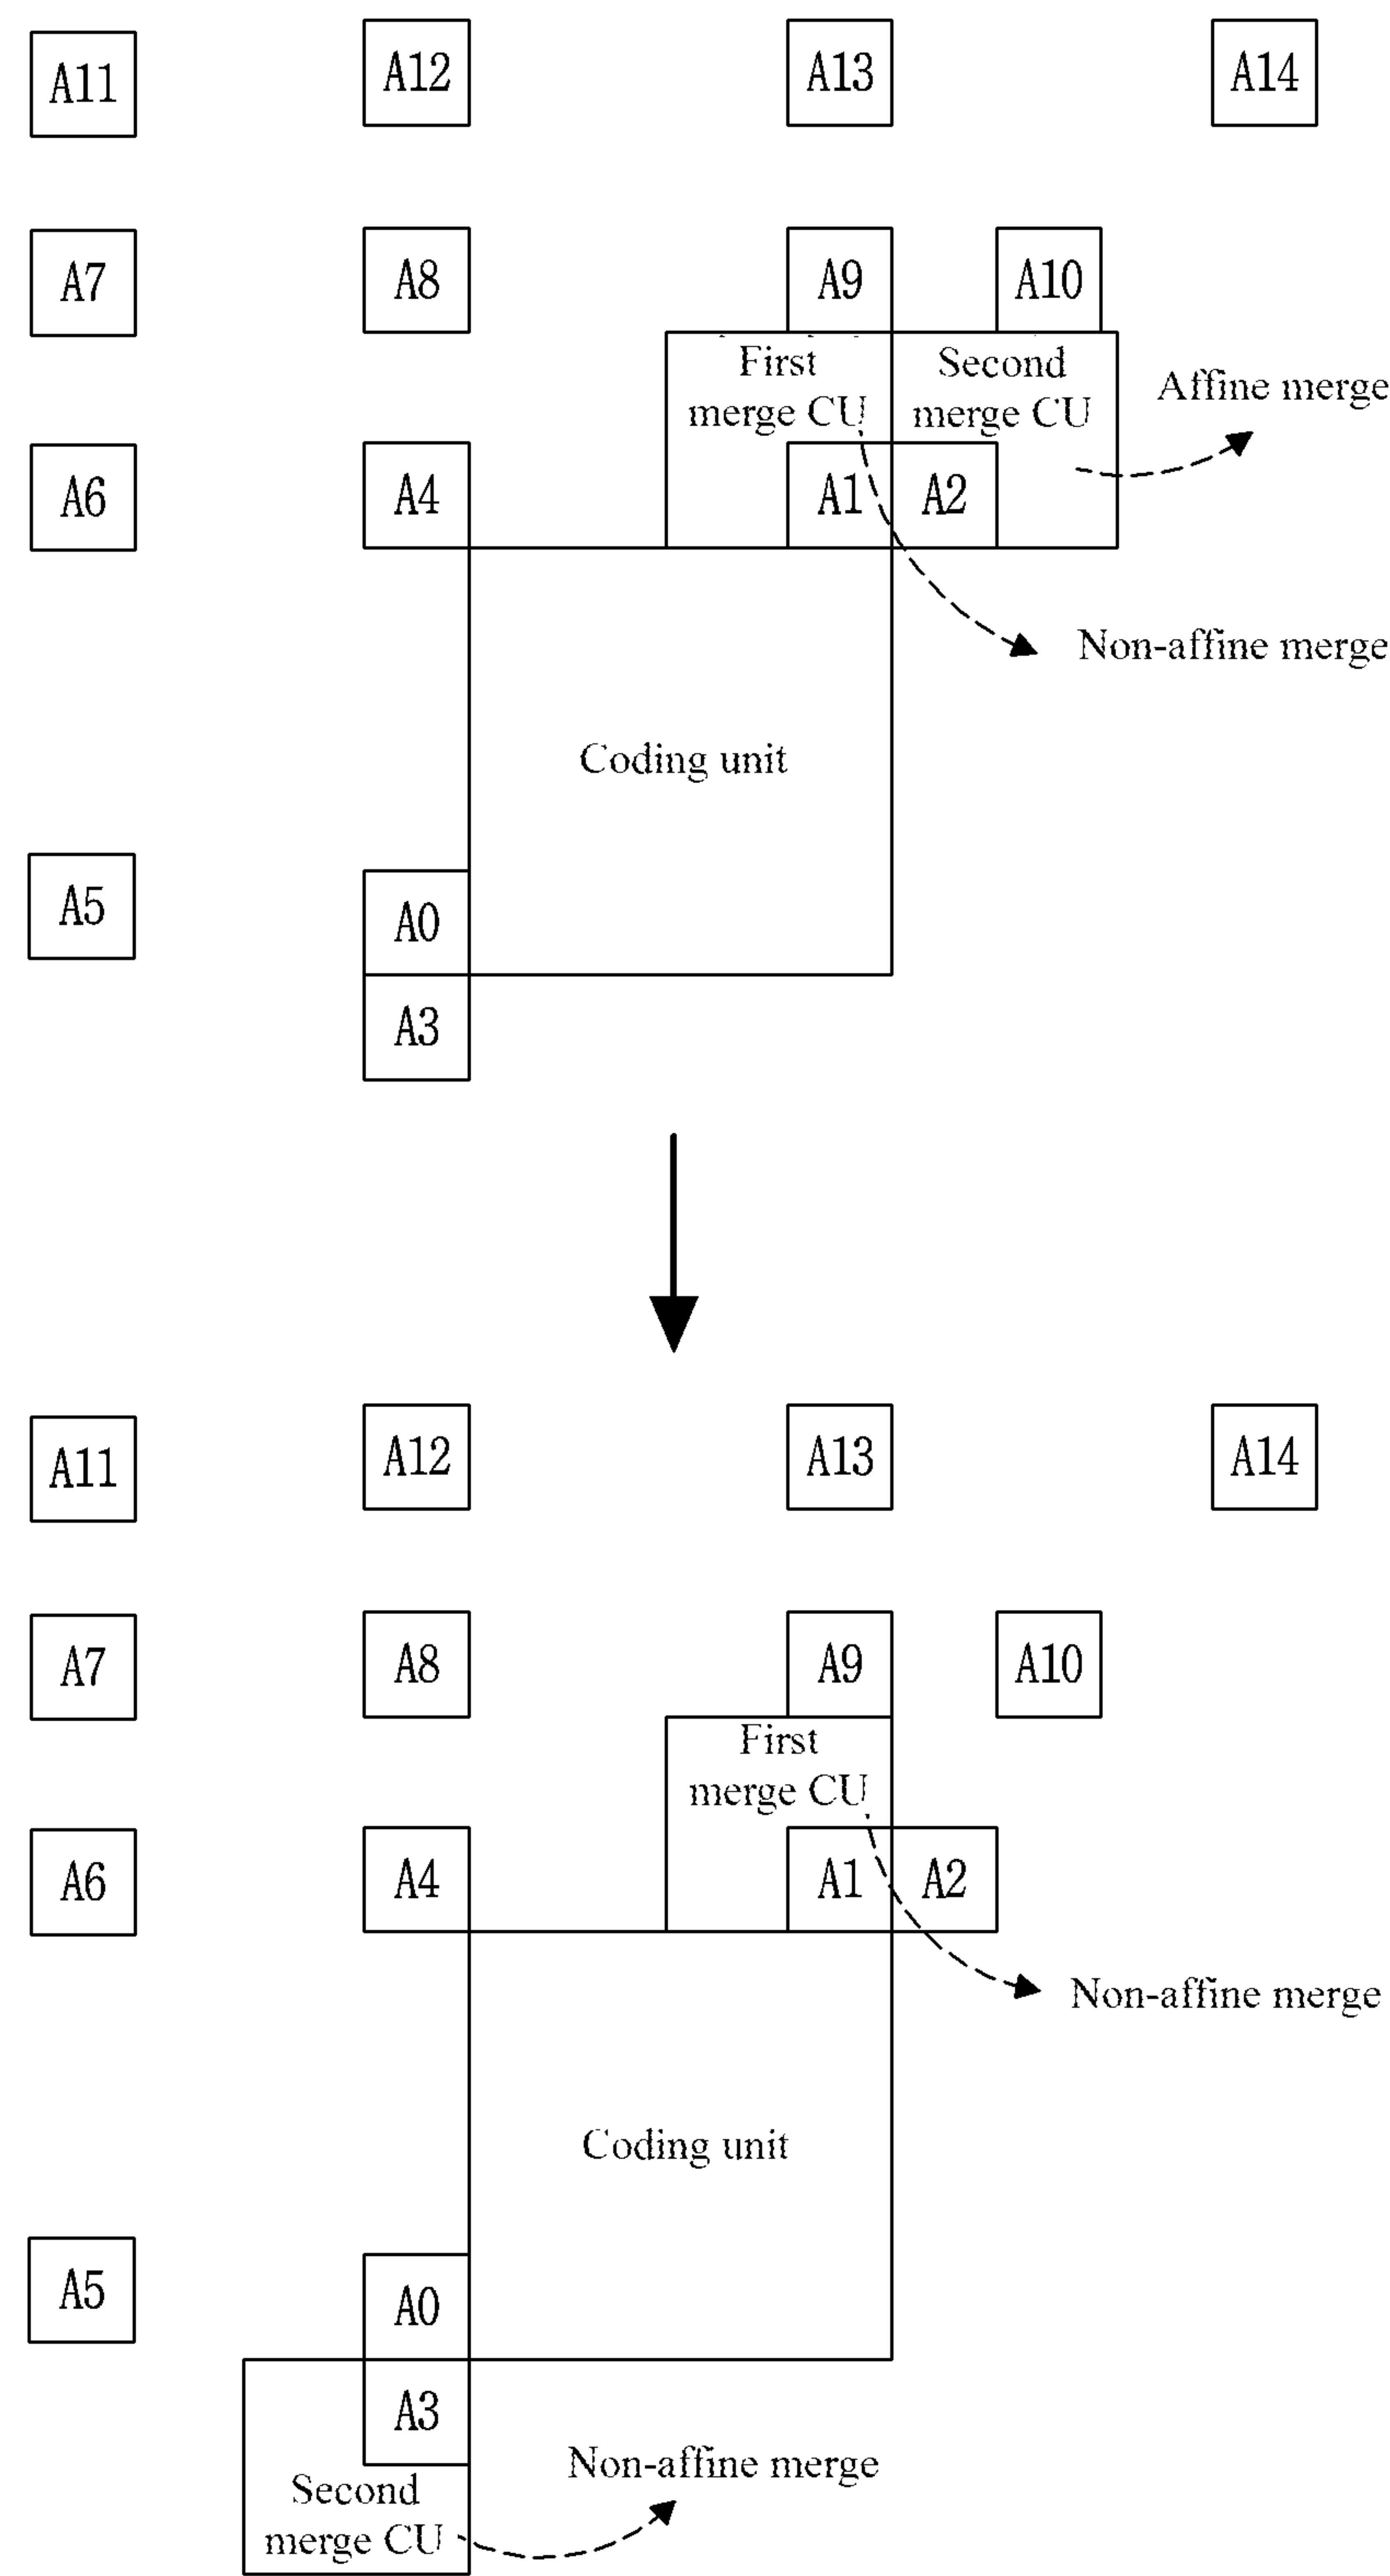 A11
A12
A13
A14
A7
A8
A9
A10
First
merge CU
Second
merge CU
Affine merge
A6
A4
A1
A2
Non-affine merge
Coding unit
A5
A0
A3
A11
A12
A13
A14
A7
A8
A9
A10
First
merge CU
A6
A4
A1
A2
Non-affine merge
Coding unit
A5
A0
A3
Non-affine merge
Second
merge CU